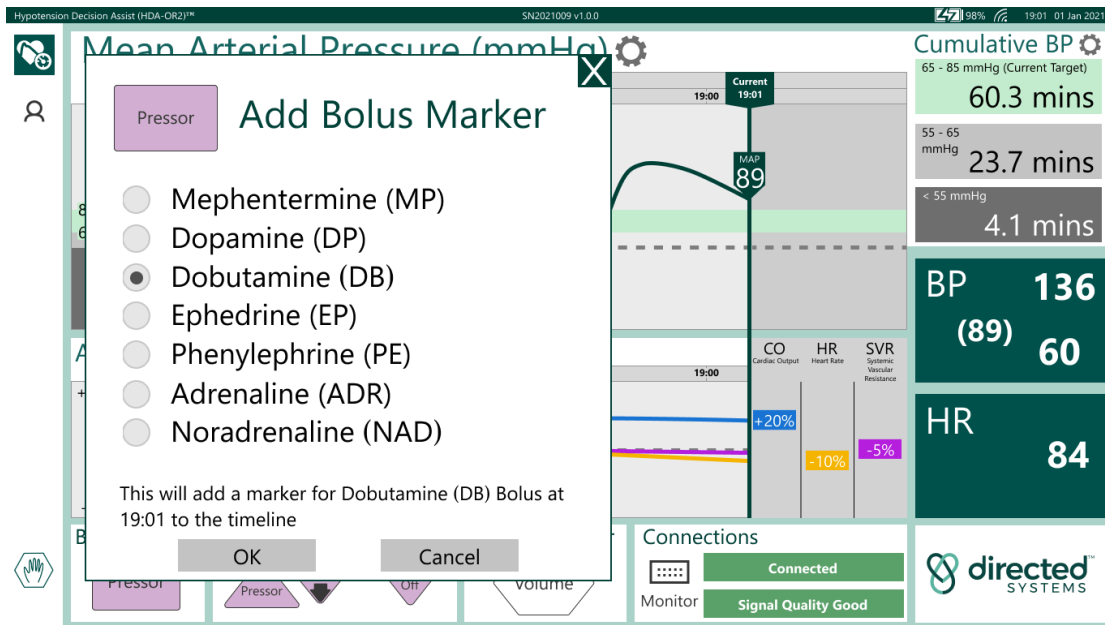 Hypotension Decision Assist (HDA-OR2)™ SN2021009 v1.0.0 98% 19:01 01 Jan 2021
Mean Arterial Pressure (mmHg)
X
Pressor
Add Bolus Marker
Mephentermine (MP)
Dopamine (DP)
Dobutamine (DB)
Ephedrine (EP)
Phenylephrine (PE)
Adrenaline (ADR)
Noradrenaline (NAD)
This will add a marker for Dobutamine (DB) Bolus at
19:01 to the timeline
OK Cancel
19:00
Current
19:01
MAP
89
19:00
CO
Cardiac Output
HR
Heart Rate
SVR
Systemic
Vascular
Resistance
+20%
-10%
-5%
Cumulative BP
65 - 85 mmHg (Current Target)
60.3 mins
55 - 65
mmHg
23.7 mins
< 55 mmHg
4.1 mins
BP 136
(89)
60
HR
84
Pressor
Pressor
Off
Volume
Connections
Monitor
Connected
Signal Quality Good
directed™
SYSTEMS